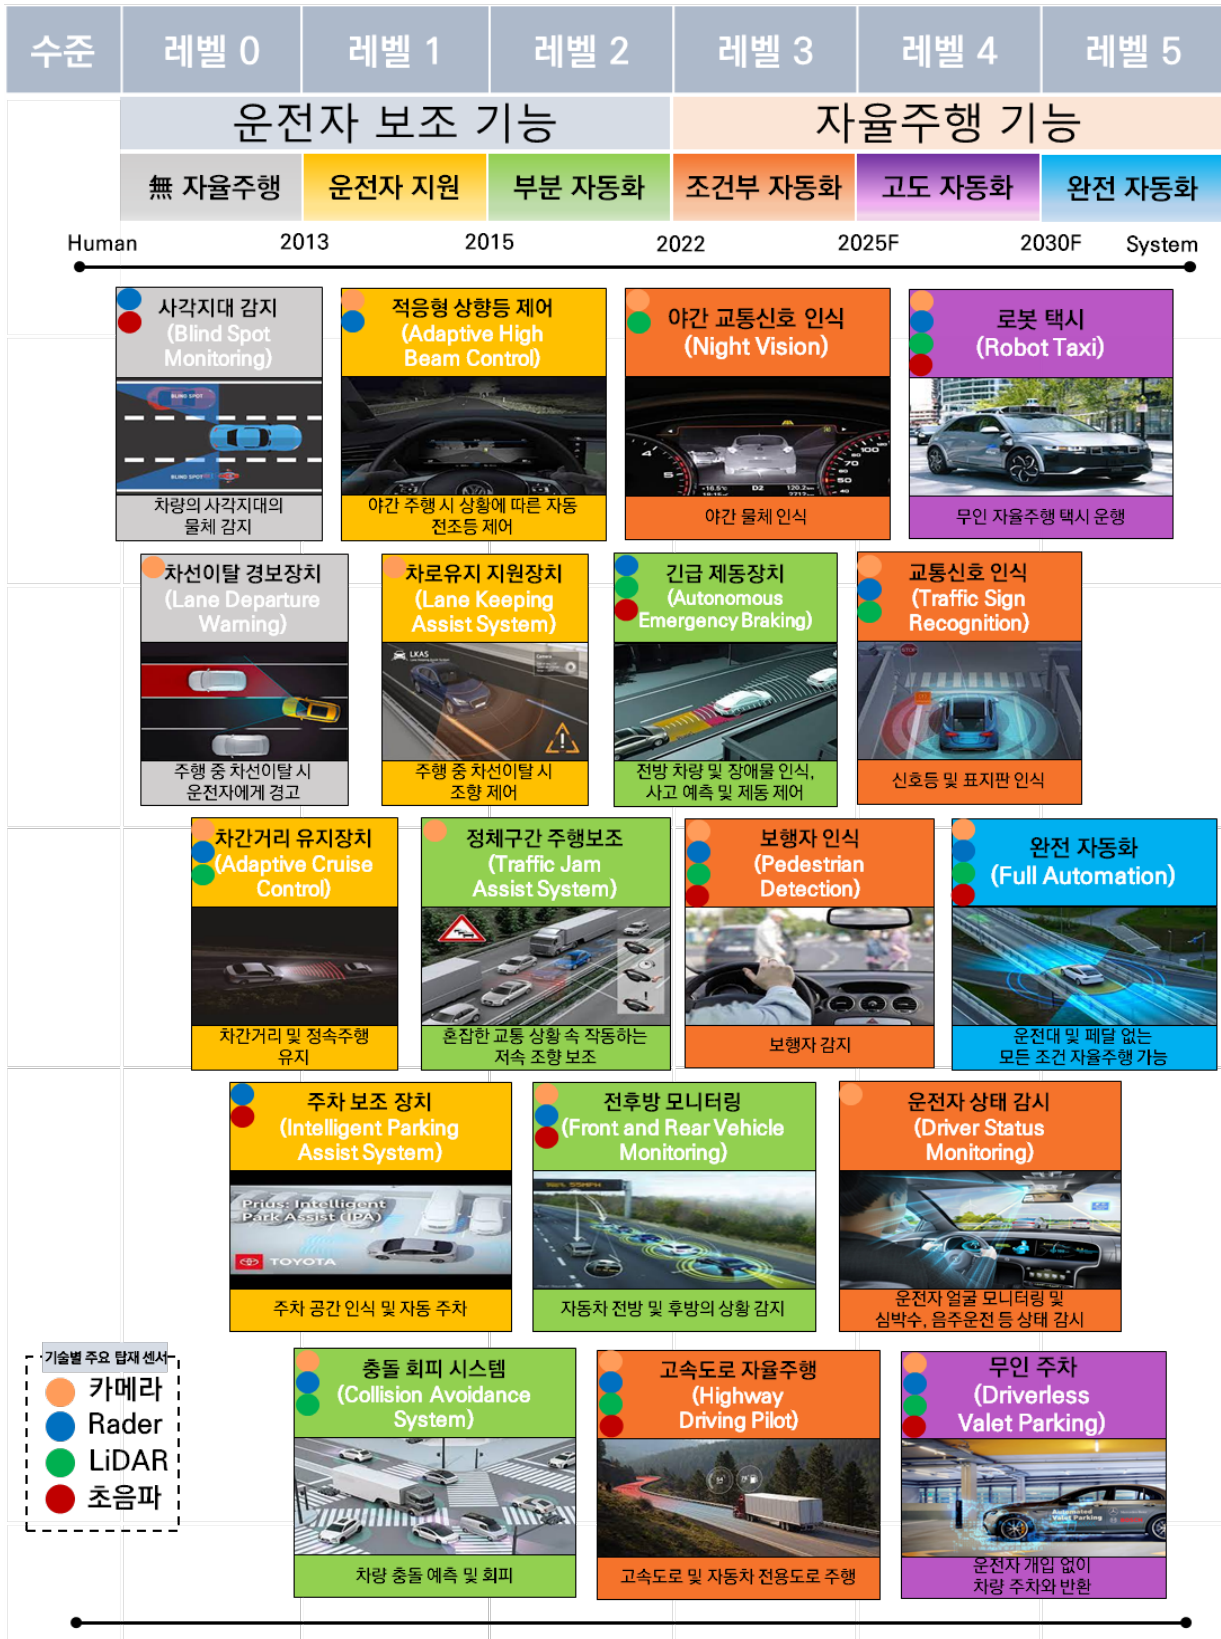 수준 레벨 0 레벨 1 레벨 2 레벨 3 레벨 4 레벨 5
운전자 보조 기능 자율주행 기능
無 자율주행 운전자 지원 부분 자동화 조건부 자동화 고도 자동화 완전 자동화
Human 2013 2015 2022 2025F 2030F System
사각지대 감지
(Blind Spot
Monitoring)
BLIND SPOT
BLIND SPOT
차량의 사각지대의
물체 감지
적응형 상향등 제어
(Adaptive High
Beam Control)
야간 주행 시 상황에 따른 자동
전조등 제어
야간 교통신호 인식
(Night Vision)
야간 물체 인식
로봇 택시
(Robot Taxi)
무인 자율주행 택시 운행
차선이탈 경보장치
(Lane Departure
Warning)
주행 중 차선이탈 시
운전자에게 경고
차로유지 지원장치
(Lane Keeping
Assist System)
LKAS
주행 중 차선이탈 시
조향 제어
긴급 제동장치
(Autonomous
Emergency Braking)
전방 차량 및 장애물 인식,
사고 예측 및 제동 제어
교통신호 인식
(Traffic Sign
Recognition)
STOP
신호등 및 표지판 인식
차간거리 유지장치
(Adaptive Cruise
Control)
차간거리 및 정속주행
유지
정체구간 주행보조
(Traffic Jam
Assist System)
혼잡한 교통 상황 속 작동하는
저속 조향 보조
보행자 인식
(Pedestrian
Detection)
보행자 감지
완전 자동화
(Full Automation)
운전대 및 페달 없는
모든 조건 자율주행 가능
주차 보조 장치
(Intelligent Parking
Assist System)
Prius: Intelligent
Park Assist (IPA)
TOYOTA
주차 공간 인식 및 자동 주차
전후방 모니터링
(Front and Rear Vehicle
Monitoring)
자동차 전방 및 후방의 상황 감지
운전자 상태 감시
(Driver Status
Monitoring)
운전자 얼굴 모니터링 및
심박수, 음주운전 등 상태 감시
기술별 주요 탑재 센서
카메라
Rader
LiDAR
초음파
충돌 회피 시스템
(Collision Avoidance
System)
차량 충돌 예측 및 회피
고속도로 자율주행
(Highway
Driving Pilot)
고속도로 및 자동차 전용도로 주행
무인 주차
(Driverless
Valet Parking)
Automated
Valet Parking
운전자 개입 없이
차량 주차와 반환